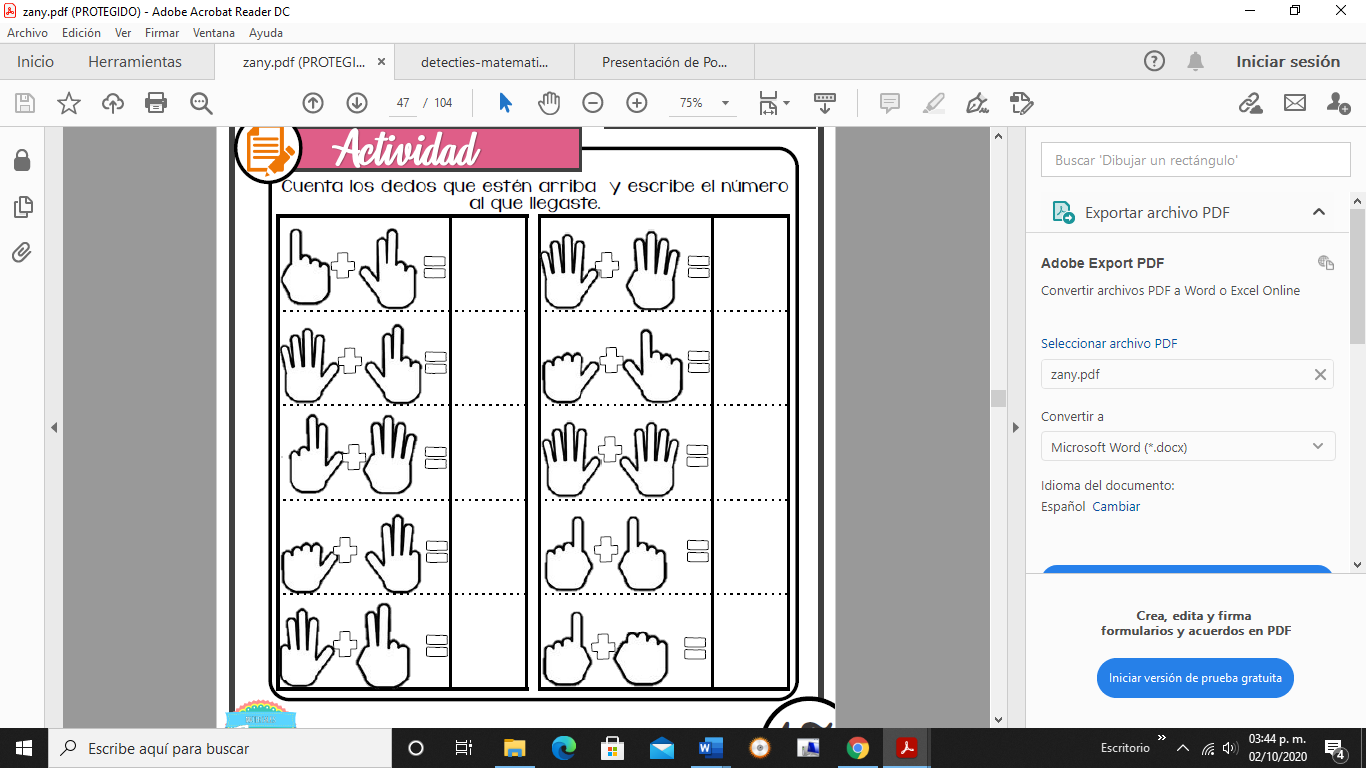 zany.pdf (PROTEGIDO) - Adobe Acrobat Reader DC
Archivo Edición Ver Firmar Ventana Ayuda
Inicio Herramientas zany.pdf (PROTEGI... × detecties-matemati... Presentación de Po... Iniciar sesión
47 / 104 75%
Actividad
Cuenta los dedos que estén arriba y escribe el número
al que llegaste.
+ =
+ =
+ =
+ =
+ =
+ =
+ =
+ =
+ =
+ =
Buscar 'Dibujar un rectángulo'
Exportar archivo PDF
Adobe Export PDF
Convertir archivos PDF a Word o Excel Online
Seleccionar archivo PDF
zany.pdf
Convertir a
Microsoft Word (*.docx)
Idioma del documento:
Español Cambiar
Crea, edita y firma
formularios y acuerdos en PDF
Iniciar versión de prueba gratuita
Escribe aquí para buscar
Escritorio
03:44 p. m.
02/10/2020
4